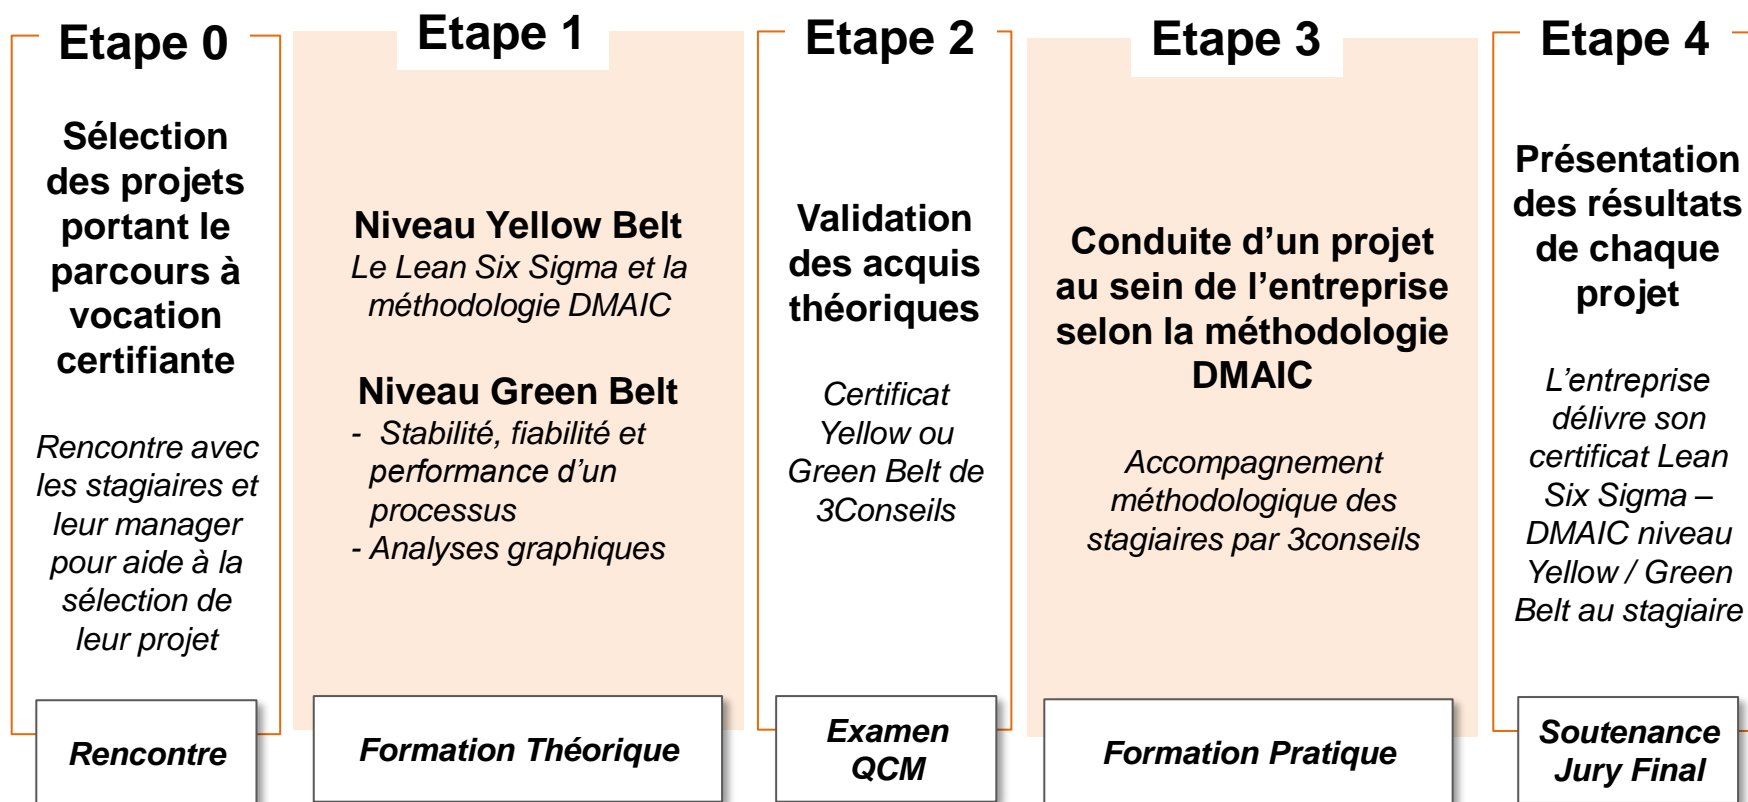 Etape 0
Sélection
des projets
portant le
parcours à
vocation
certifiante
Rencontre avec
les stagiaires et
leur manager
pour aide à la
sélection de
leur projet
Rencontre
Etape 1
Niveau Yellow Belt
Le Lean Six Sigma et la
méthodologie DMAIC
Niveau Green Belt
- Stabilité, fiabilité et
performance d’un
processus
- Analyses graphiques
Formation Théorique
Etape 2
Validation
des acquis
théoriques
Certificat
Yellow ou
Green Belt de
3Conseils
Examen
QCM
Etape 3
Conduite d’un projet
au sein de l’entreprise
selon la méthodologie
DMAIC
Accompagnement
méthodologique des
stagiaires par 3conseils
Formation Pratique
Etape 4
Présentation
des résultats
de chaque
projet
L’entreprise
délivre son
certificat Lean
Six Sigma –
DMAIC niveau
Yellow / Green
Belt au stagiaire
Soutenance
Jury Final